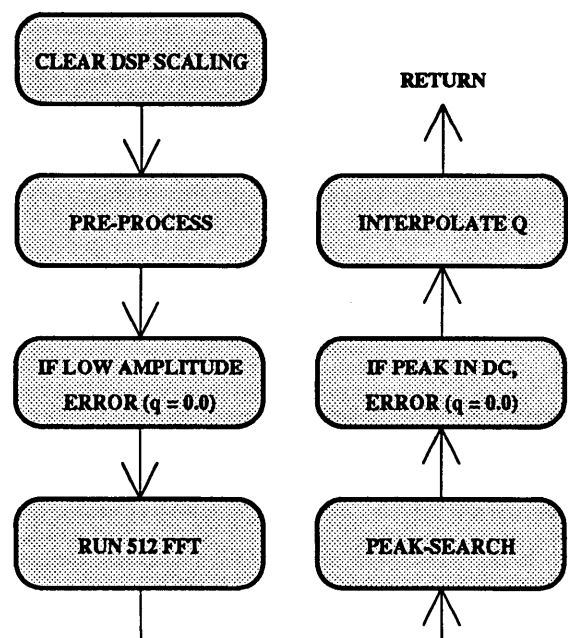 CLEAR DSP SCALING
PRE-PROCESS
IF LOW AMPLITUDE
ERROR (q = 0.0)
RUN 512 FFT
RETURN
INTERPOLATE Q
IF PEAK IN DC,
ERROR (q = 0.0)
PEAK-SEARCH